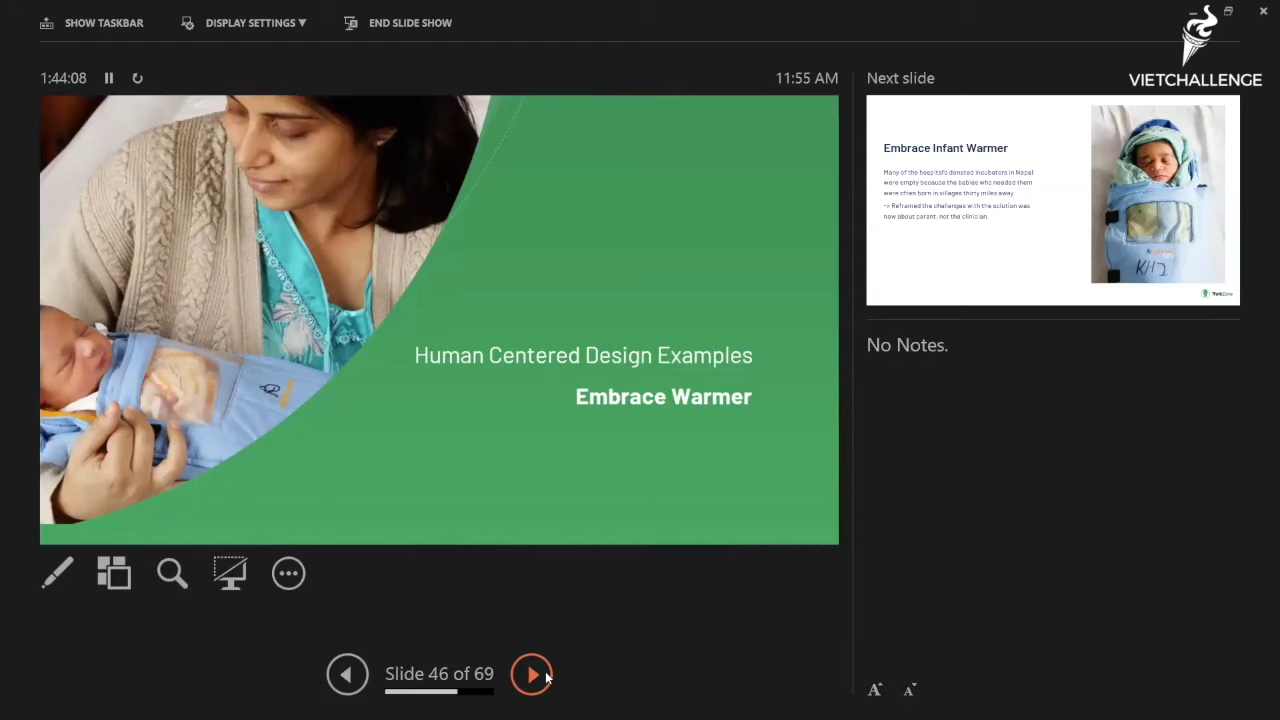 SHOW TASKBAR
DISPLAY SETTINGS ▼
END SLIDE SHOW
VIETCHALLENGE
1:44:08
11:55 AM
Next slide
Human Centered Design Examples
Embrace Warmer
Embrace Infant Warmer
Many of the hospital's donated incubators in Nepal
were empty because the babies who needed them
were often born in villages thirty miles away.
-> Reframed the challenges with the solution was
now about parent, not the clinician.
KH2
No Notes.
Slide 46 of 69
A
A